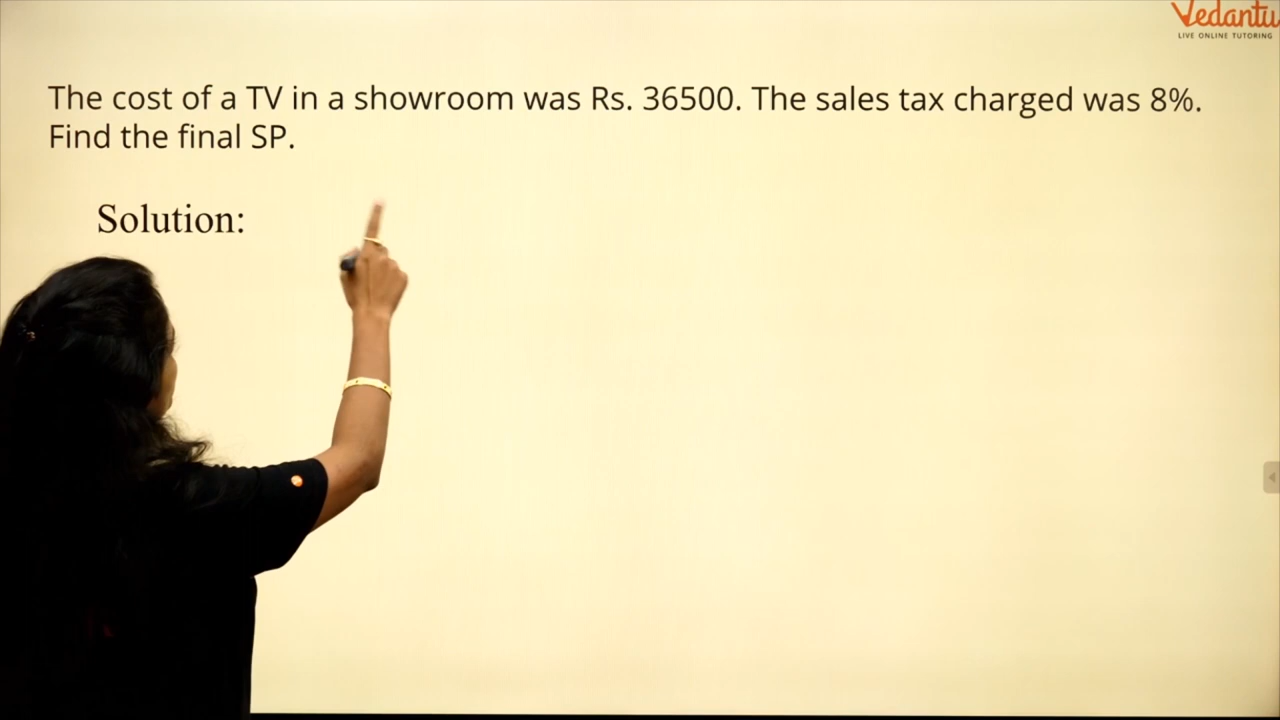 Vedantu
LIVE ONLINE TUTORING
The cost of a TV in a showroom was Rs. 36500. The sales tax charged was 8%.
Find the final SP.
Solution: